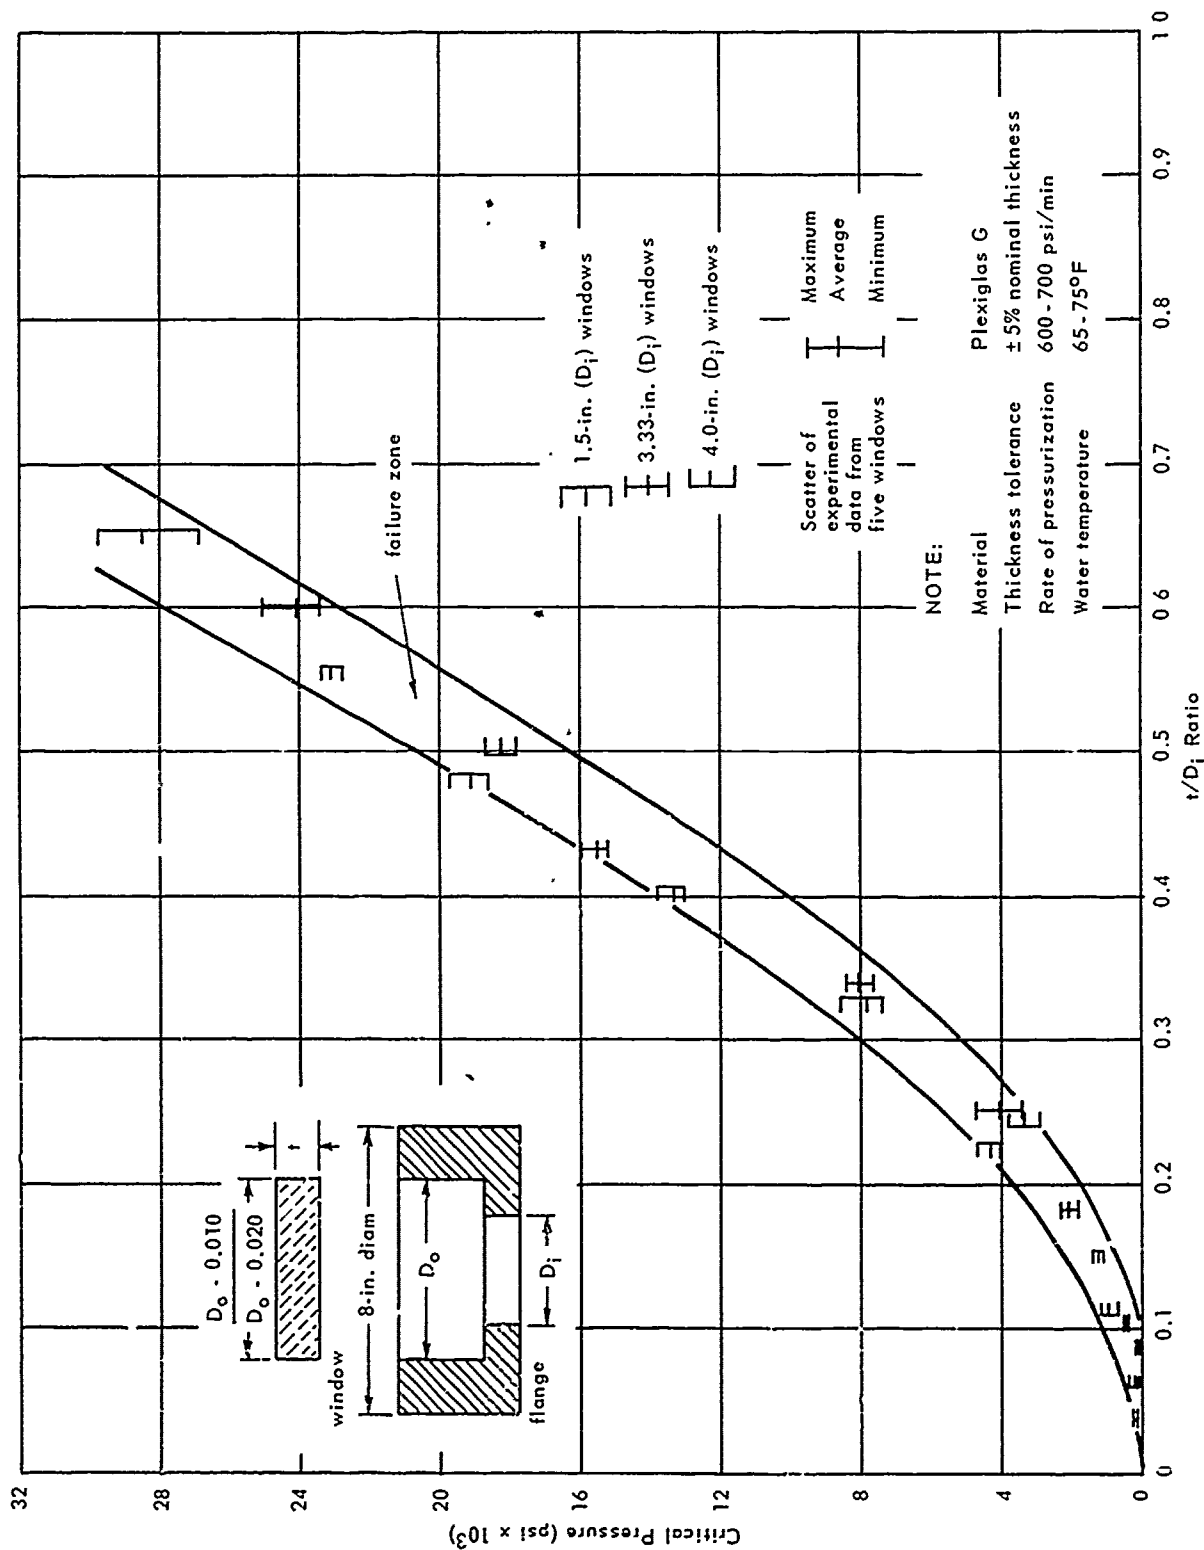 Critical Pressure (psi x 10³)
32
28
24
20
16
12
8
4
0
0
0.1
0.2
0.3
0.4
0.5
0.6
0.7
0.8
0.9
1 0
t/Dᵢ Ratio
Dₒ - 0.010
Dₒ - 0.020
t
window
8-in. diam
Dₒ
Dᵢ
flange
failure zone
1.5-in. (Dᵢ) windows
3.33-in. (Dᵢ) windows
4.0-in. (Dᵢ) windows
Scatter of
experimental
data from
five windows
Maximum
Average
Minimum
NOTE:
Material Plexiglas G
Thickness tolerance ±5% nominal thickness
Rate of pressurization 600-700 psi/min
Water temperature 65-75°F